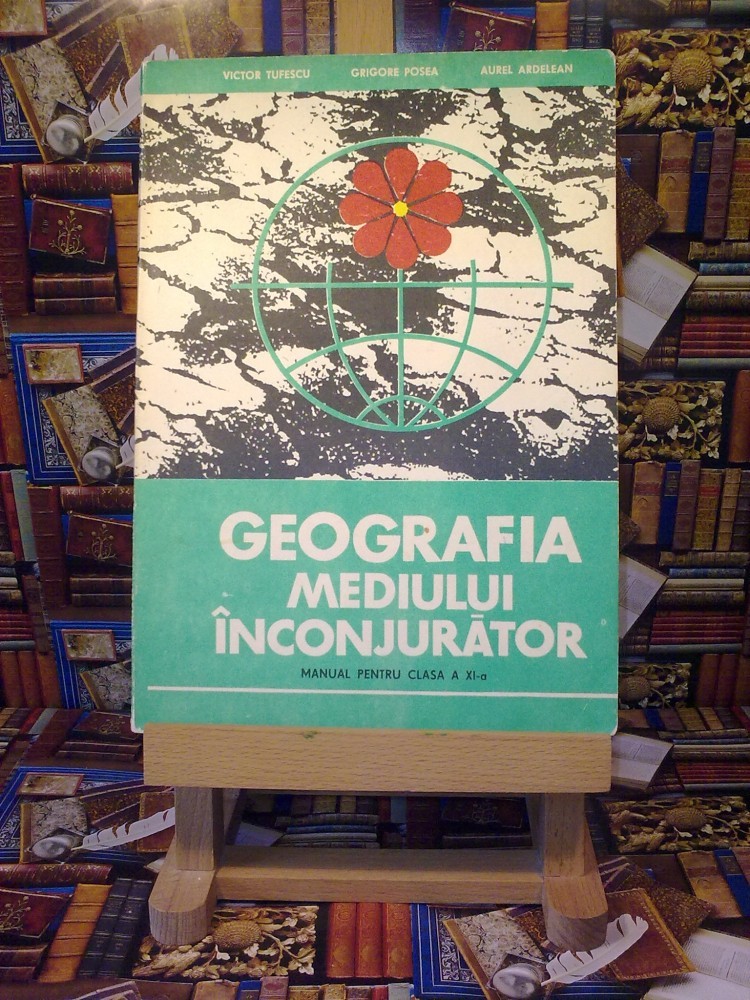 VICTOR TUFESCU GRIGORE POSEA AUREL ARDELEAN
GEOGRAFIA
MEDIULUI
ÎNCONJURĂTOR
MANUAL PENTRU CLASA A XI-a